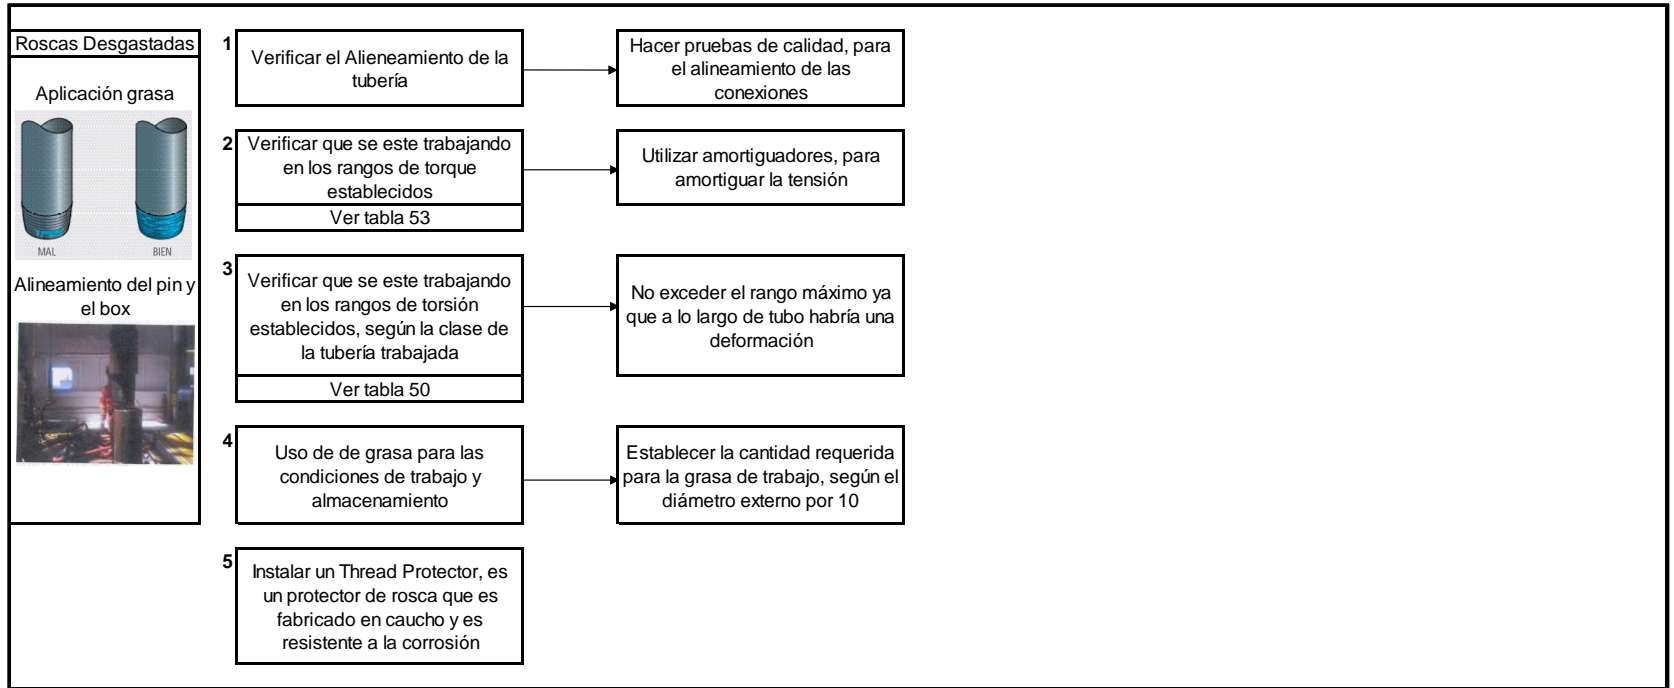 Roscas Desgastadas
Aplicación grasa
MAL
BIEN
Alineamiento del pin y
el box
1
Verificar el Alieneamiento de la
tubería
Hacer pruebas de calidad, para
el alineamiento de las
conexiones
2
Verificar que se este trabajando
en los rangos de torque
establecidos
Ver tabla 53
Utilizar amortiguadores, para
amortiguar la tensión
3
Verificar que se este trabajando
en los rangos de torsión
establecidos, según la clase de
la tubería trabajada
Ver tabla 50
No exceder el rango máximo ya
que a lo largo de tubo habría una
deformación
4
Uso de de grasa para las
condiciones de trabajo y
almacenamiento
Establecer la cantidad requerida
para la grasa de trabajo, según el
diámetro externo por 10
5
Instalar un Thread Protector, es
un protector de rosca que es
fabricado en caucho y es
resistente a la corrosión